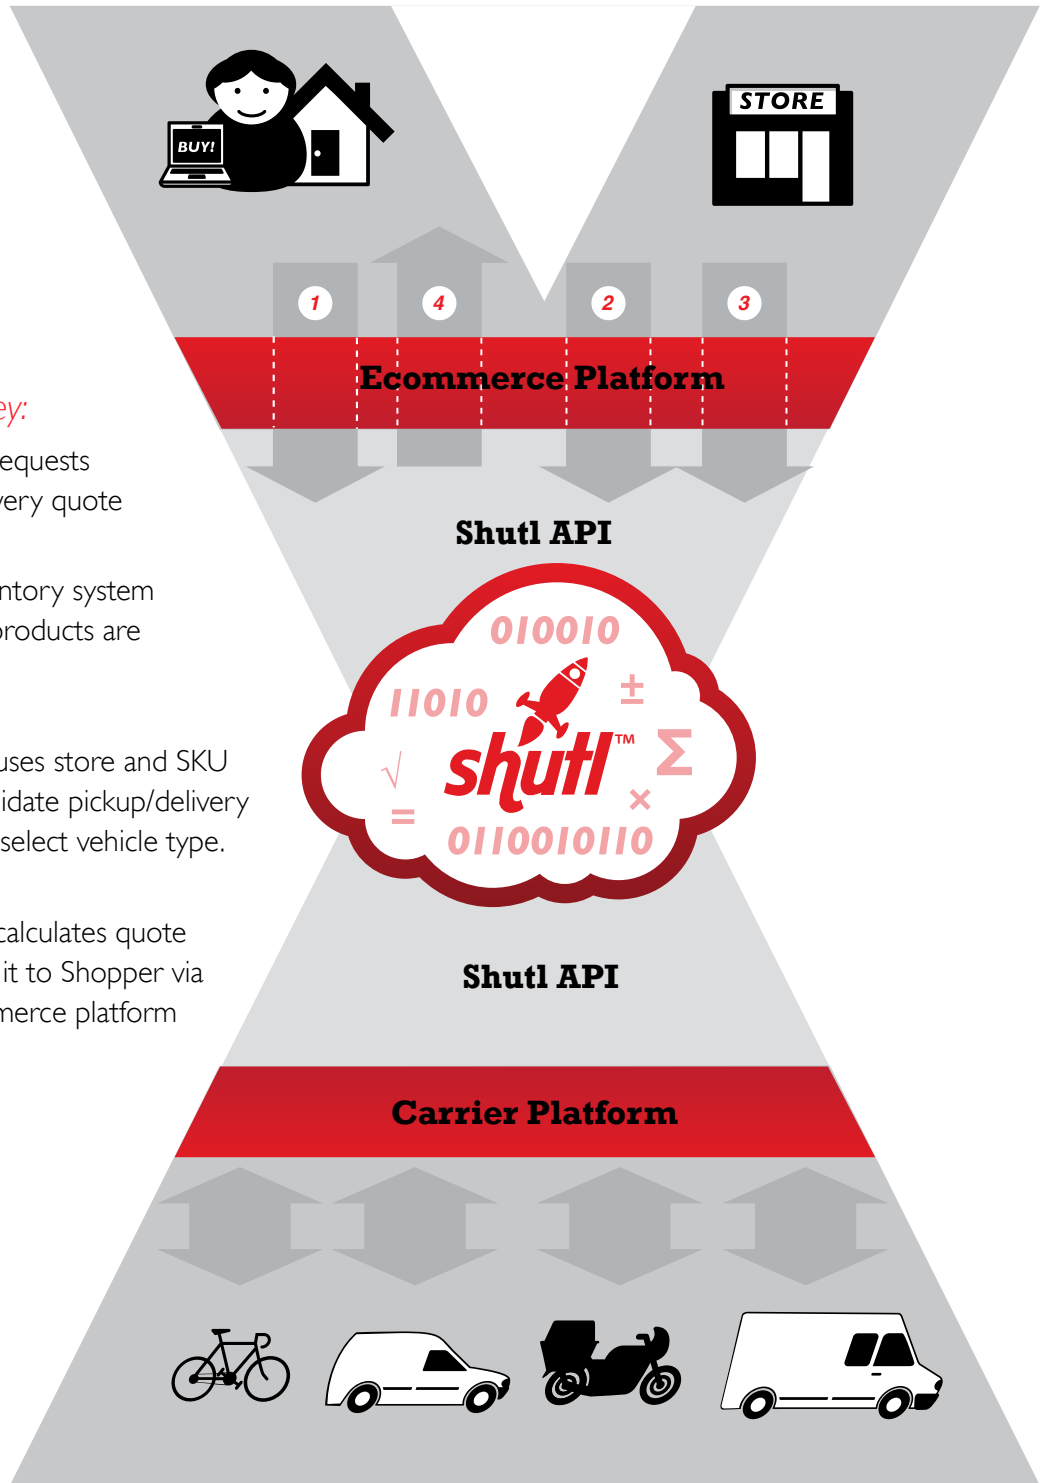 BUY!
STORE
1
4
2
3
Ecommerce Platform
ey:
equests
very quote
ntory system
products are
Shutl API
010010
11010
±
shutl™
√
Σ
=
×
0110010110
uses store and SKU
lidate pickup/delivery
select vehicle type.
calculates quote
it to Shopper via
merce platform
Shutl API
Carrier Platform